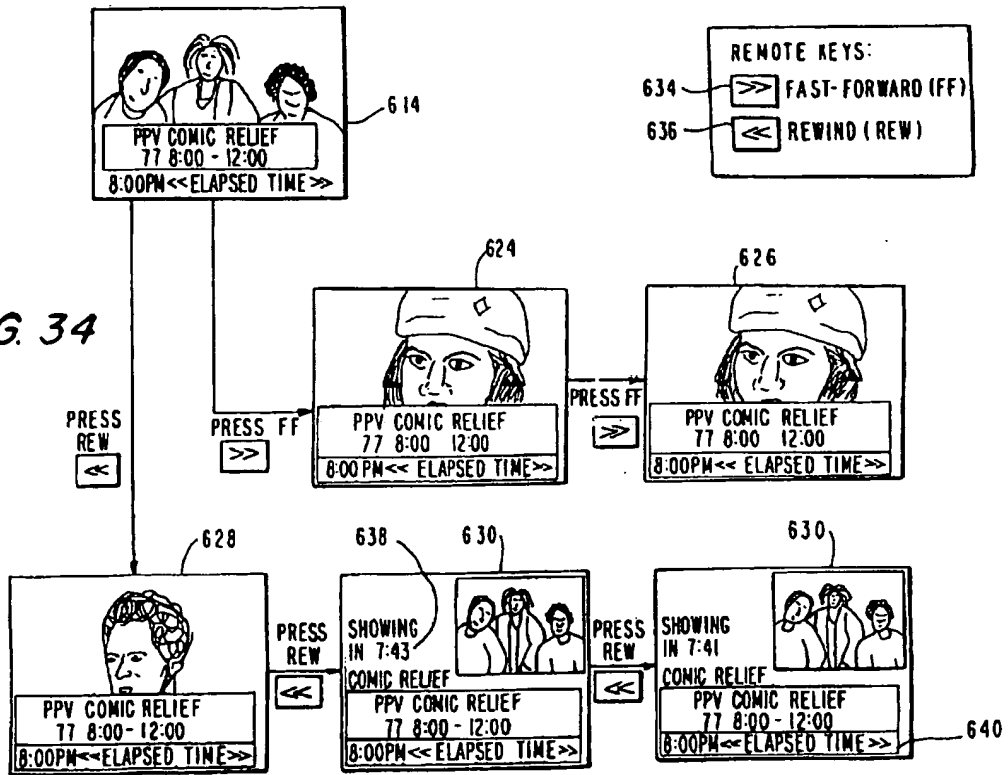 PPV COMIC RELIEF
77 8:00 - 12:00
8:00PM<<ELAPSED TIME>>
614
REMOTE KEYS:
634 >> FAST-FORWARD (FF)
636 << REWIND (REW)
G. 34
624
626
PRESS
REW
<<
PRESS FF
>>
PPV COMIC RELIEF
77 8:00 12:00
8:00PM<< ELAPSED TIME>>
PRESS FF
>>
PPV COMIC RELIEF
77 8:00 12:00
8:00PM<< ELAPSED TIME>>
628
638
630
630
PPV COMIC RELIEF
77 8:00-12:00
8:00PM<<ELAPSED TIME>>
PRESS
REW
<<
SHOWING
IN 7:43
COMIC RELIEF
PPV COMIC RELIEF
77 8:00-12:00
8:00PM<<ELAPSED TIME>>
PRESS
REW
<<
SHOWING
IN 7:41
COMIC RELIEF
PPV COMIC RELIEF
77 8:00-12:00
8:00PM<<ELAPSED TIME>>
640